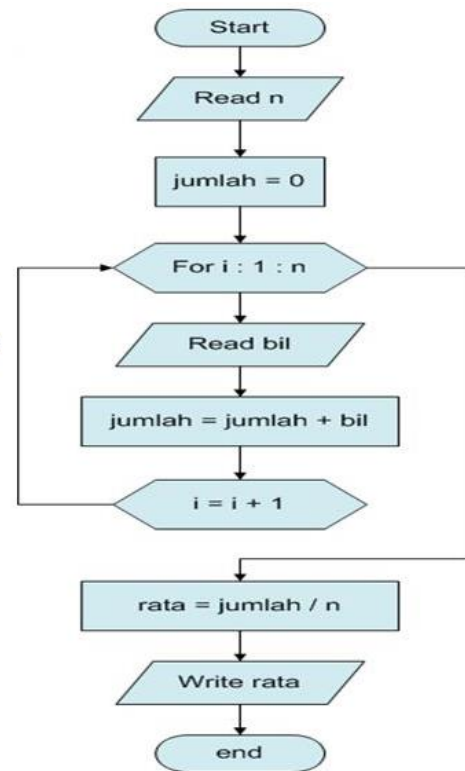 Start
Read n
jumlah = 0
For i : 1 : n
Read bil
jumlah = jumlah + bil
i = i + 1
rata = jumlah / n
Write rata
end